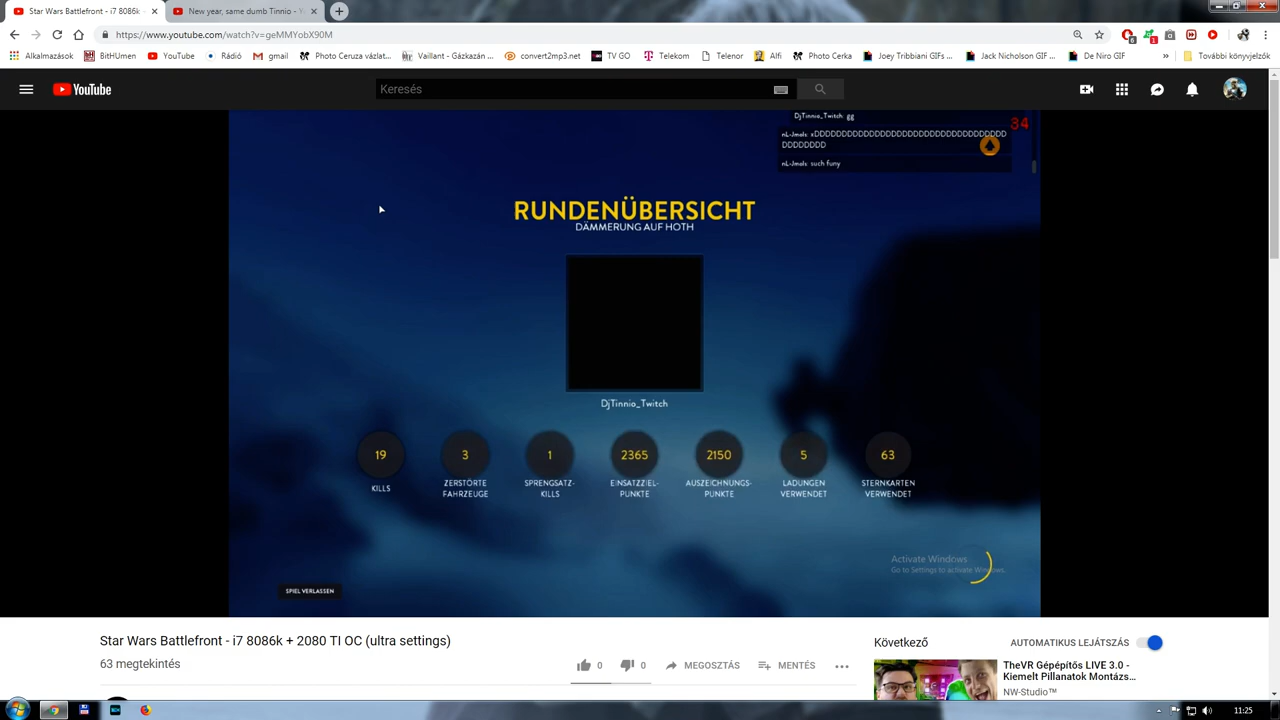 Star Wars Battlefront - i7 8086k
New year, same dumb Tinnio - Y
https://www.youtube.com/watch?v=geMMYobX90M
Alkalmazások
BitHUmen
YouTube
Rádió
gmail
Photo Ceruza vázlat...
Vaillant - Gázkazán ...
convert2mp3.net
TV GO
Telekom
Telenor
Alfi
Photo Cerka
Joey Tribbiani GIFs ...
Jack Nicholson GIF ...
De Niro GIF
»
További könyvjelzők
YouTube
Keresés
DjTinnio_Twitch: gg
34
nL-Jmols: xDDDDDDDDDDDDDDDDDDDDDDDDDDDDDDDDDD
DDDDDDDD
nL-Jmols: such funy
RUNDENÜBERSICHT
DÄMMERUNG AUF HOTH
DjTinnio_Twitch
19
3
1
2365
2150
5
63
KILLS
ZERSTÖRTE
FAHRZEUGE
SPRENGSATZ-
KILLS
EINSATZZIEL-
PUNKTE
AUSZEICHNUNGS-
PUNKTE
LADUNGEN
VERWENDET
STERNKARTEN
VERWENDET
Activate Windows
Go to Settings to activate Windows.
SPIEL VERLASSEN
Star Wars Battlefront - i7 8086k + 2080 TI OC (ultra settings)
63 megtekintés
0
0
MEGOSZTÁS
MENTÉS
Következő
AUTOMATIKUS LEJÁTSZÁS
TheVR Gépépítős LIVE 3.0 -
Kiemelt Pillanatok Montázs...
NW-Studio™
11:25